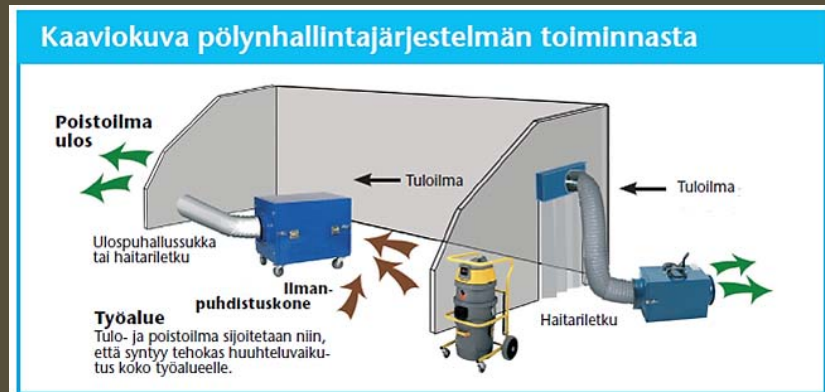 Kaaviokuva pölynhallintajärjestelmän toiminnasta
Poistoilma
ulos
Tuloilma
Tuloilma
Ulospuhallussukka
tai haitariletku
Ilman-
puhdistuskone
Haitariletku
Työalue
Tulo- ja poistoilma sijoitetaan niin,
että syntyy tehokas huuhteluvaiku-
tus koko työalueelle.